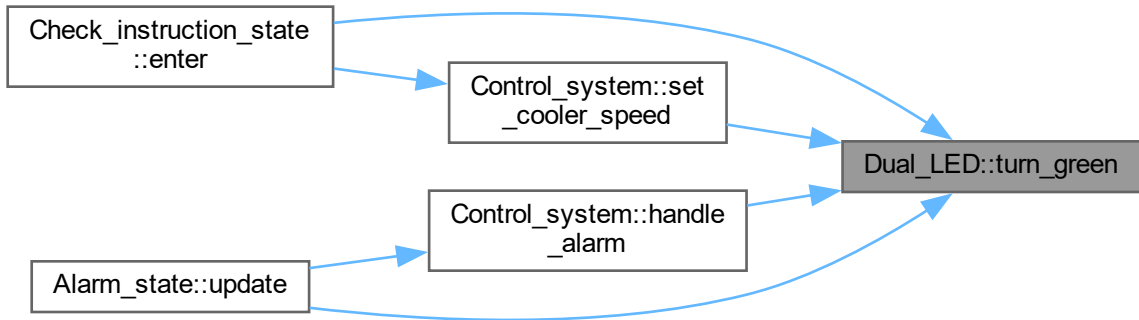 Check_instruction_state
::enter
Control_system::set
_cooler_speed
Dual_LED::turn_green
Control_system::handle
_alarm
Alarm_state::update